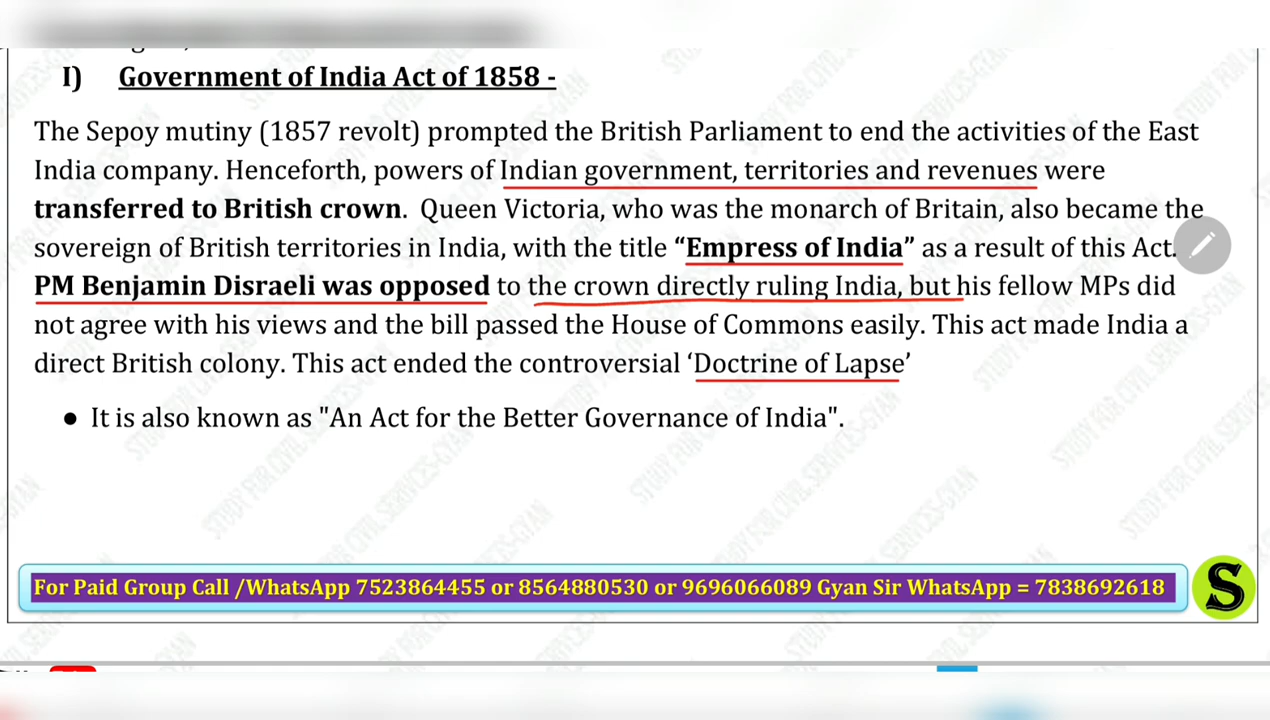 I) Government of India Act of 1858 -
The Sepoy mutiny (1857 revolt) prompted the British Parliament to end the activities of the East
India company. Henceforth, powers of Indian government, territories and revenues were
transferred to British crown. Queen Victoria, who was the monarch of Britain, also became the
sovereign of British territories in India, with the title “Empress of India” as a result of this Act.
PM Benjamin Disraeli was opposed to the crown directly ruling India, but his fellow MPs did
not agree with his views and the bill passed the House of Commons easily. This act made India a
direct British colony. This act ended the controversial ‘Doctrine of Lapse’
● It is also known as "An Act for the Better Governance of India".
For Paid Group Call /WhatsApp 7523864455 or 8564880530 or 9696066089 Gyan Sir WhatsApp = 7838692618
S
STUDY FOR CIVIL SERVICES-GYAN